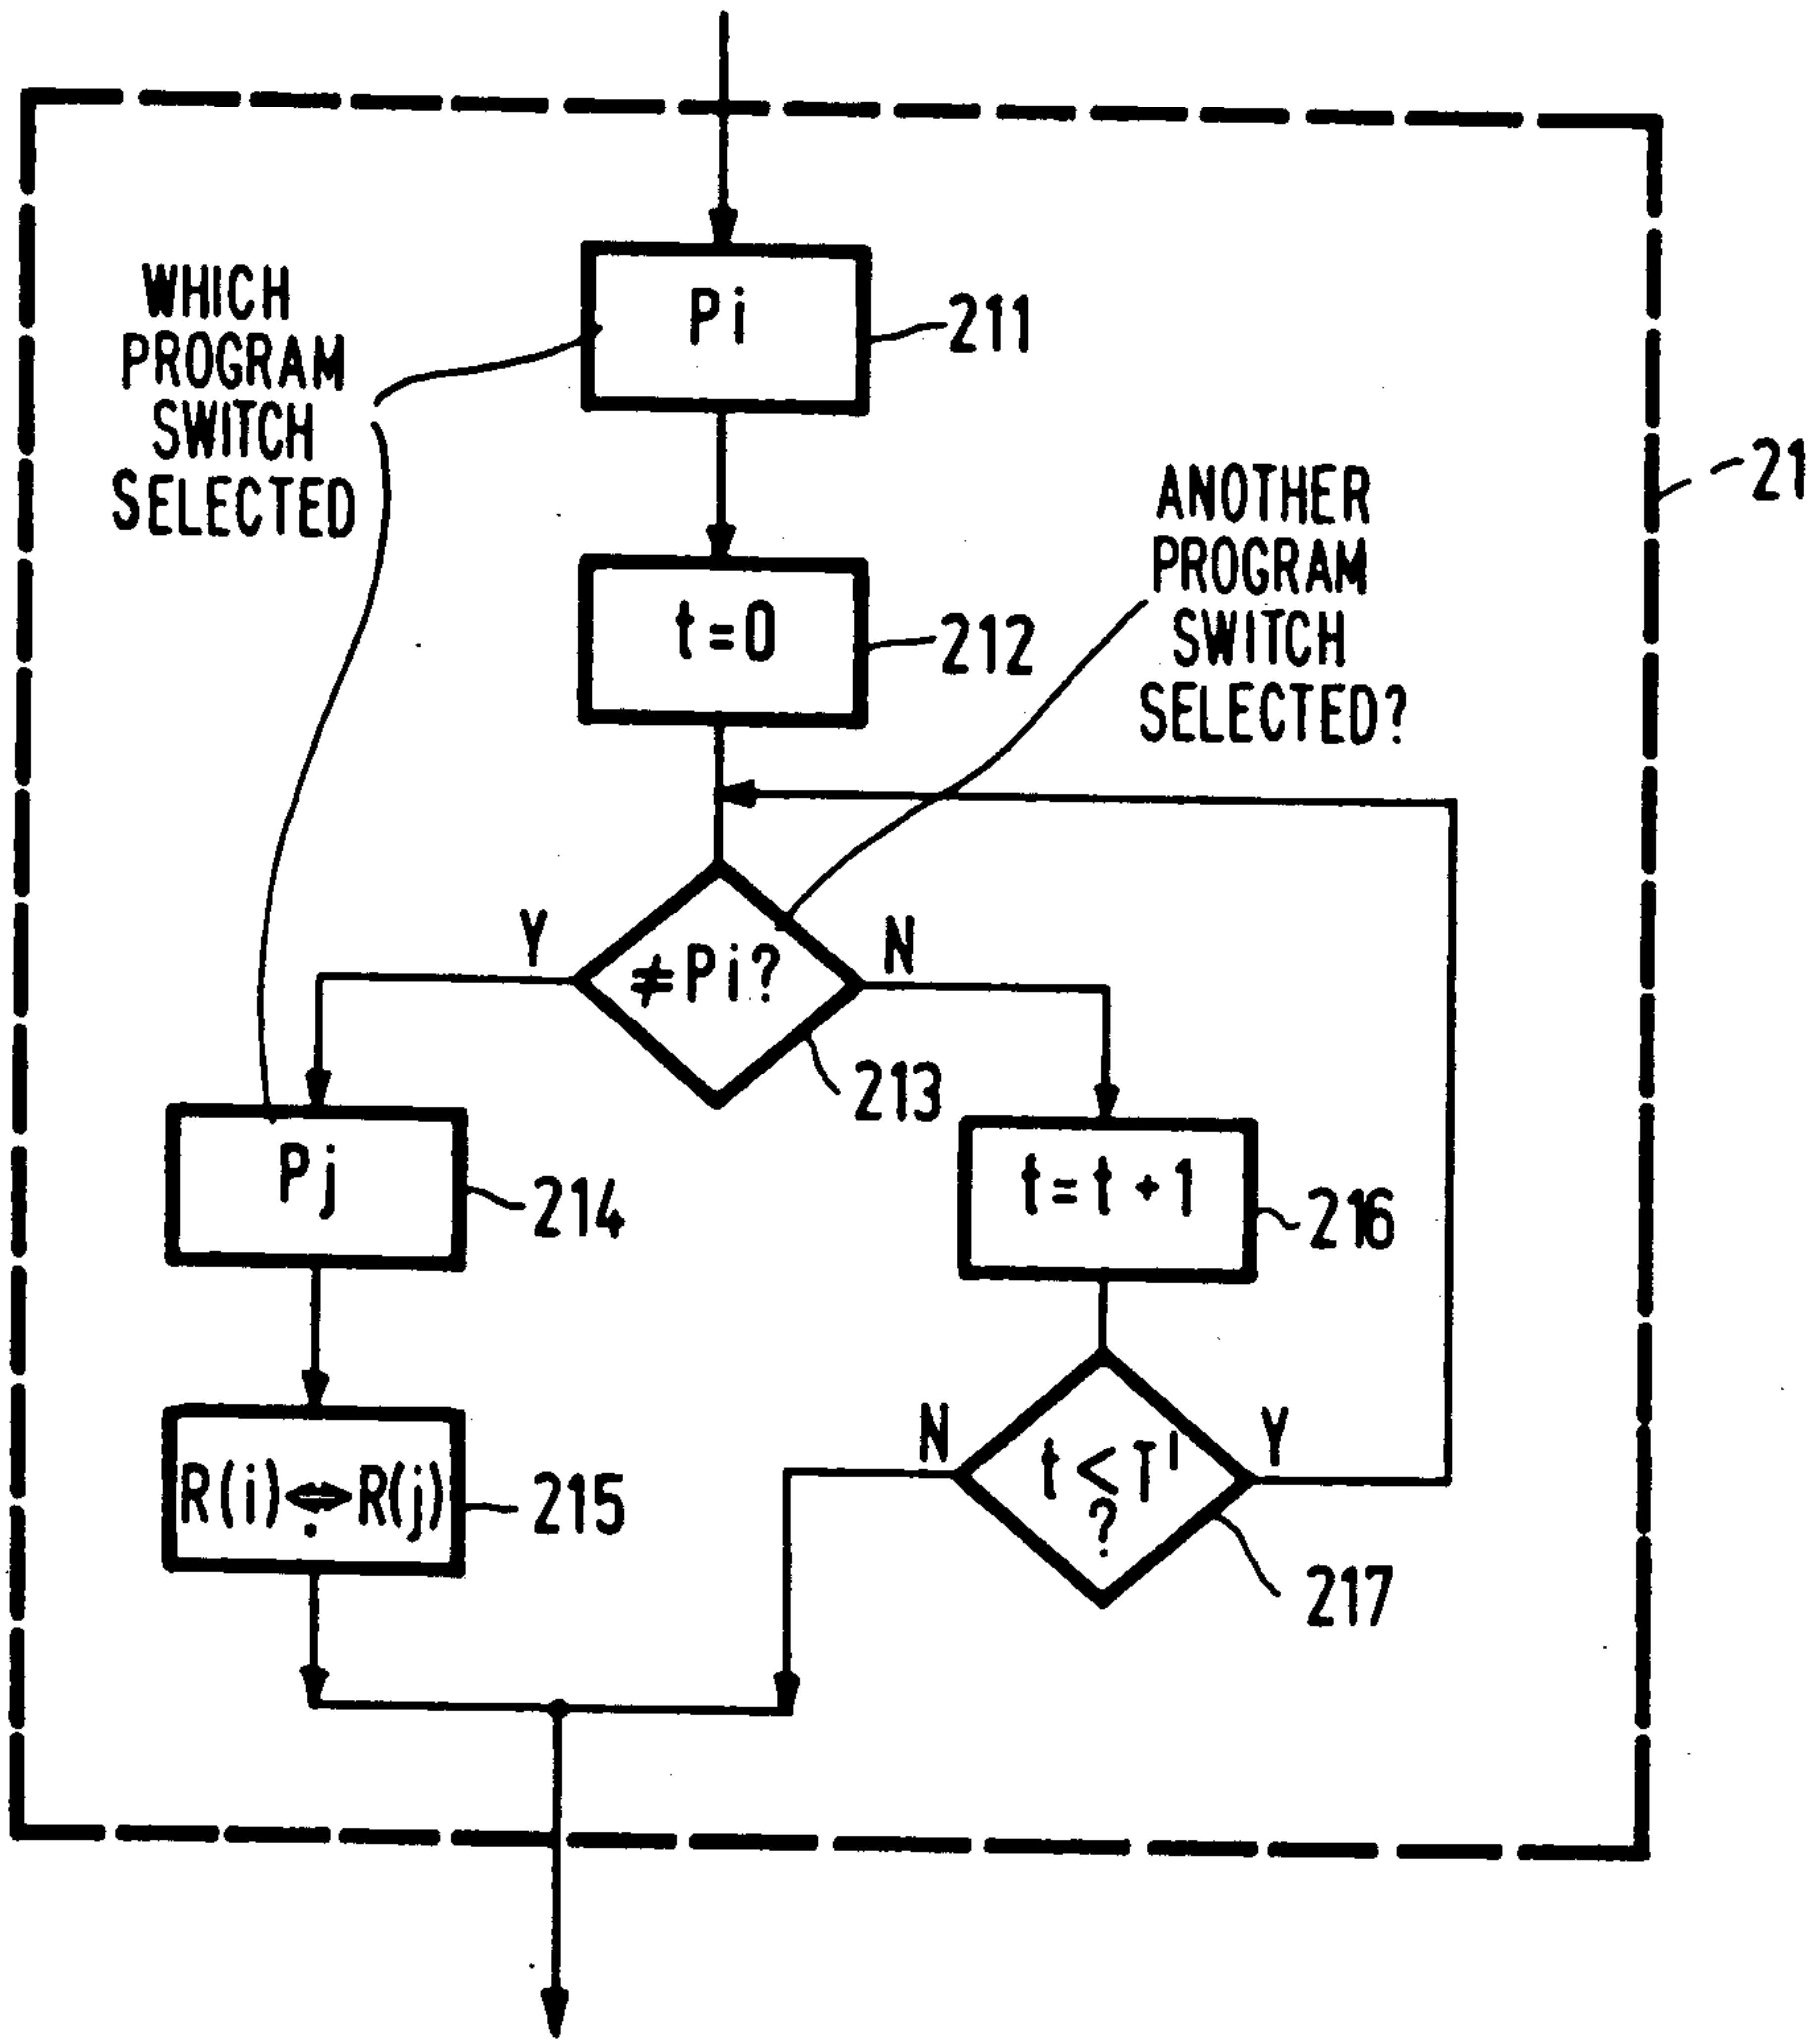 WHICH
PROGRAM
SWITCH
SELECTED
Pi
211
21
ANOTHER
PROGRAM
SWITCH
SELECTED?
t=0
212
Y
≠Pi?
N
213
Pj
214
t=t+1
216
R(i)⇔R(j)
215
N
t≤T'
?
Y
217